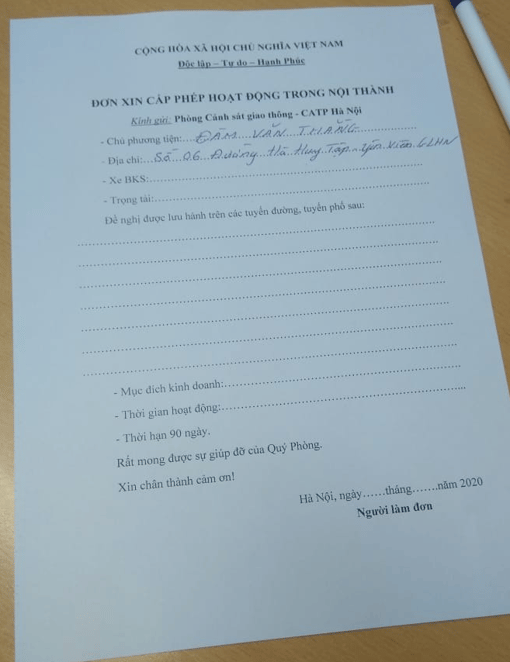 CỘNG HÒA XÃ HỘI CHỦ NGHĨA VIỆT NAM
Độc lập – Tự do – Hạnh Phúc
ĐƠN XIN CẤP PHÉP HOẠT ĐỘNG TRONG NỘI THÀNH
Kính gửi: Phòng Cảnh sát giao thông - CATP Hà Nội
- Chủ phương tiện:...ĐÀM VĂN THẮNG...
- Địa chỉ:...Số 06 Đường Hà Huy Tập Yên Viên GLHN
- Xe BKS:...
- Trọng tải:...
Đề nghị được lưu hành trên các tuyến đường, tuyến phố sau:
- Mục đích kinh doanh:...
- Thời gian hoạt động:...
- Thời hạn 90 ngày.
Rất mong được sự giúp đỡ của Quý Phòng.
Xin chân thành cảm ơn!
Hà Nội, ngày……tháng…….năm 2020
Người làm đơn